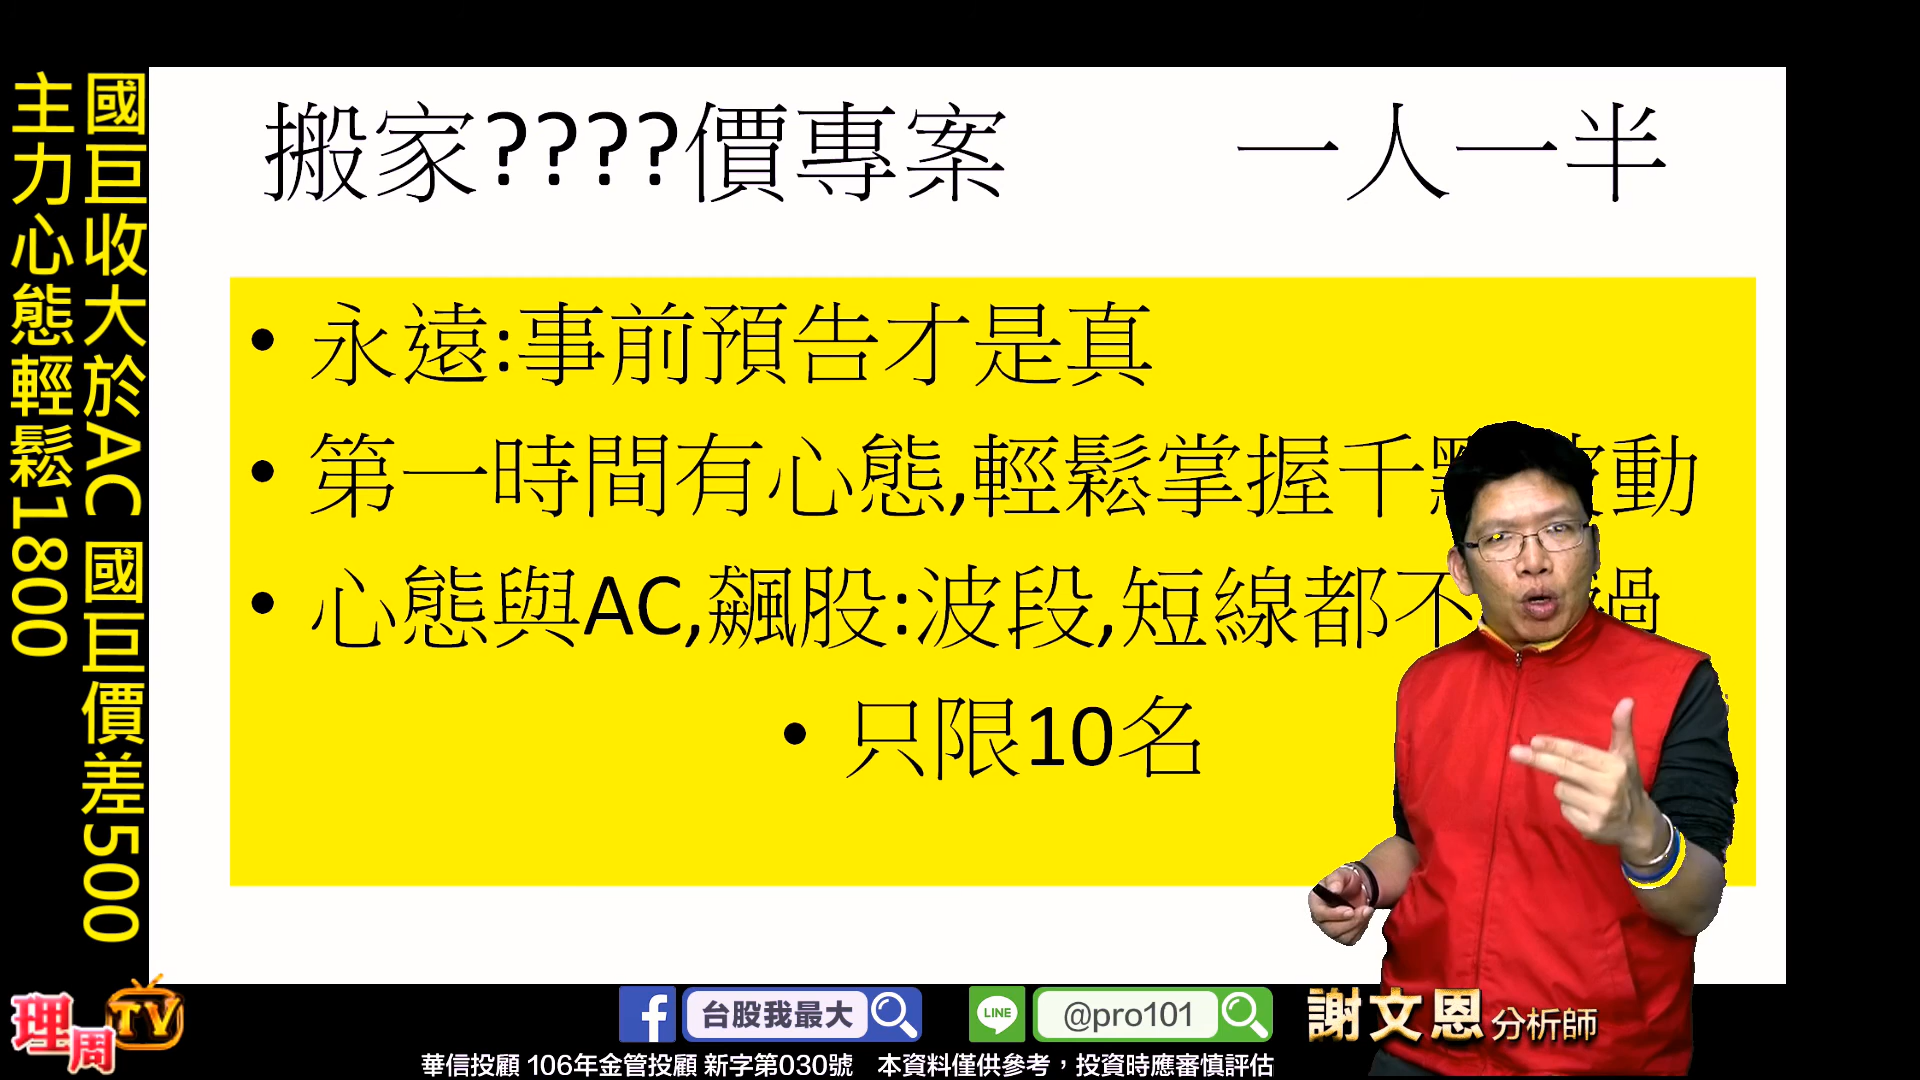 國巨收大於AC 國巨價差500
主力心態輕鬆1800
搬家????價專案 一人一半
• 永遠:事前預告才是真
• 第一時間有心態,輕鬆掌握千 動
• 心態與AC,飆股:波段,短線都不
• 只限10名
理周TV
台股我最大
LINE
@pro101
謝文恩 分析師
華信投顧 106年金管投顧 新字第030號 本資料僅供參考,投資時應審慎評估